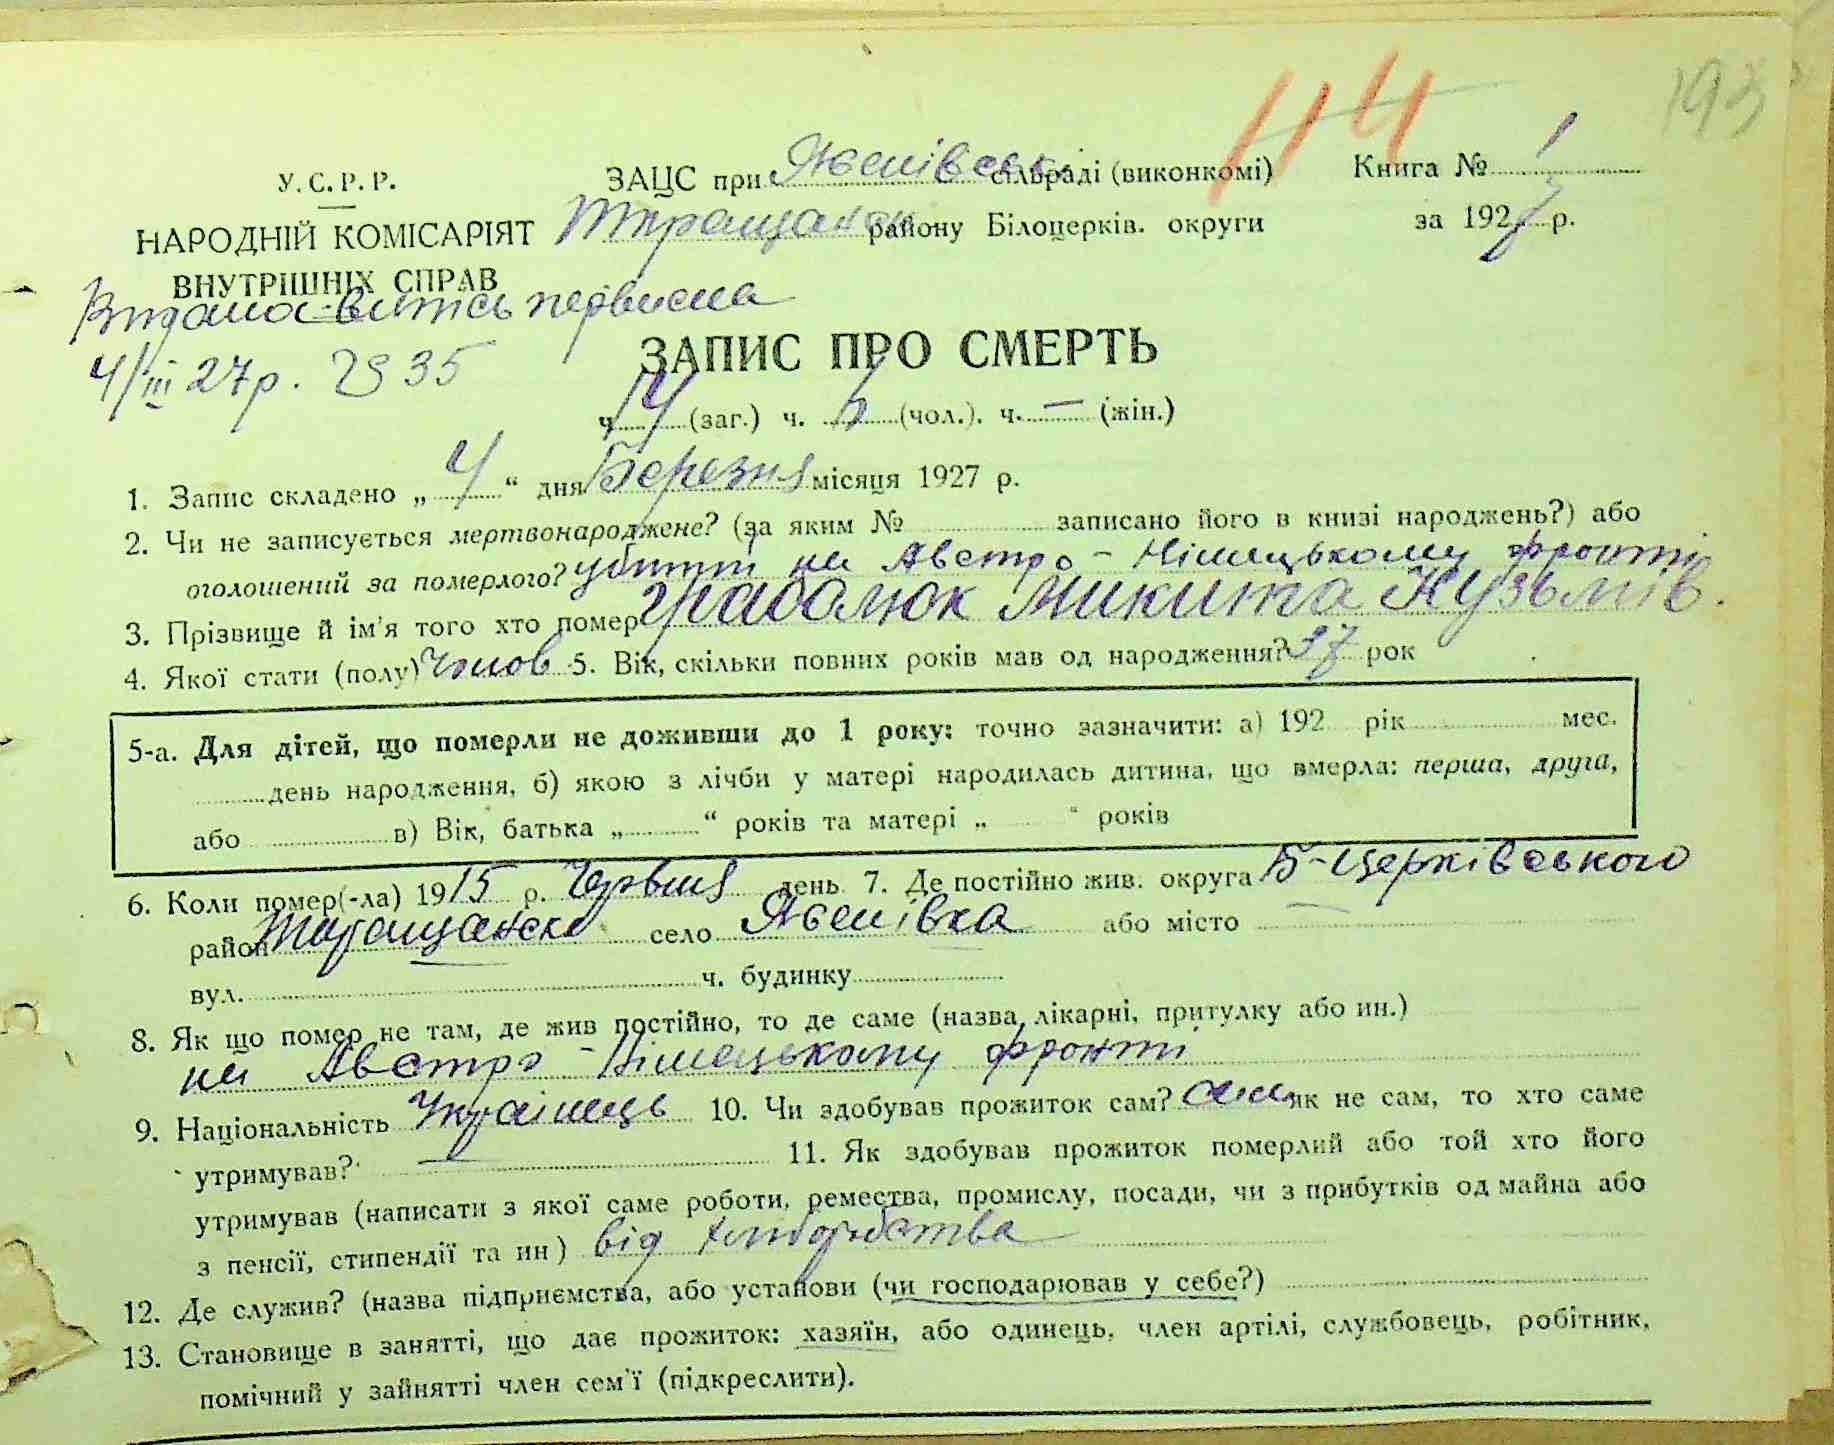 114
193
У. С. Р. Р.
НАРОДНІЙ КОМІСАРІЯТ
ВНУТРІШНІХ СПРАВ
ЗАЦС при Яблунівській сільраді (виконкомі)
Книга № 1
Таращан. району Білоцерків. округи
за 1927 р.
Видана витись первисна
4/III 27 р. 2935
ЗАПИС ПРО СМЕРТЬ
ч. 14 (заг.) ч. 6 (чол.). ч. — (жін.)
1. Запис складено „ 4 “ дня Березня місяця 1927 р.
2. Чи не записується мертвонароджене? (за яким № записано його в книзі народжень?) або
оголошений за померлого? убитий на Австро-Німецькому фронті
3. Прізвище й ім'я того хто помер Грабалюк Микита Кузьмів.
4. Якої стати (полу) Чолов 5. Вік, скільки повних років мав од народження? 37 рок
5-а. Для дітей, що померли не доживши до 1 року: точно зазначити: а) 192 рік мес.
день народження, б) якою з лічби у матері народилась дитина, що вмерла: перша, друга,
або в) Вік, батька „ “ років та матері „ “ років
6. Коли помер(-ла) 1915 р. Червня день 7. Де постійно жив. округа Б-Церківського
район Таращанско село Яблунівка або місто
вул. ч. будинку
8. Як що помер не там, де жив постійно, то де саме (назва лікарні, притулку або ин.)
на Австро-Німецькому фронті
9. Національність Українець 10. Чи здобував прожиток сам? сам як не сам, то хто саме
утримував? 11. Як здобував прожиток померлий або той хто його
утримував (написати з якої саме роботи, ремества, промислу, посади, чи з прибутків од майна або
з пенсії, стипендії та ин) від хліборобства
12. Де служив? (назва підприємства, або установи (чи господарював у себе?)
13. Становище в занятті, що дає прожиток: хазяїн, або одинець, член артілі, службовець, робітник,
помічний у зайнятті член сем'ї (підкреслити).